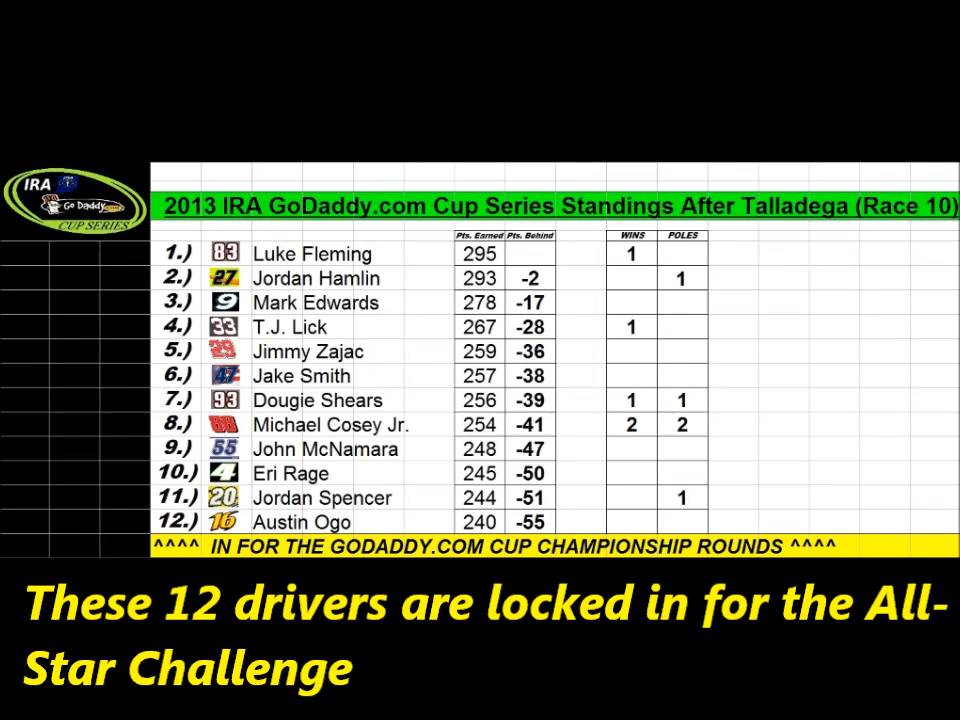 IRA
Go Daddy
CUP SERIES
2013 IRA GoDaddy.com Cup Series Standings After Talladega (Race 10)
Pts. Earned Pts. Behind WINS POLES
1.) 83 Luke Fleming 295 1
2.) 27 Jordan Hamlin 293 -2 1
3.) 9 Mark Edwards 278 -17
4.) 33 T.J. Lick 267 -28 1
5.) 29 Jimmy Zajac 259 -36
6.) 47 Jake Smith 257 -38
7.) 93 Dougie Shears 256 -39 1 1
8.) 88 Michael Cosey Jr. 254 -41 2 2
9.) 55 John McNamara 248 -47
10.) 4 Eri Rage 245 -50
11.) 20 Jordan Spencer 244 -51 1
12.) 16 Austin Ogo 240 -55
^^^^ IN FOR THE GODADDY.COM CUP CHAMPIONSHIP ROUNDS ^^^^
These 12 drivers are locked in for the All-
Star Challenge